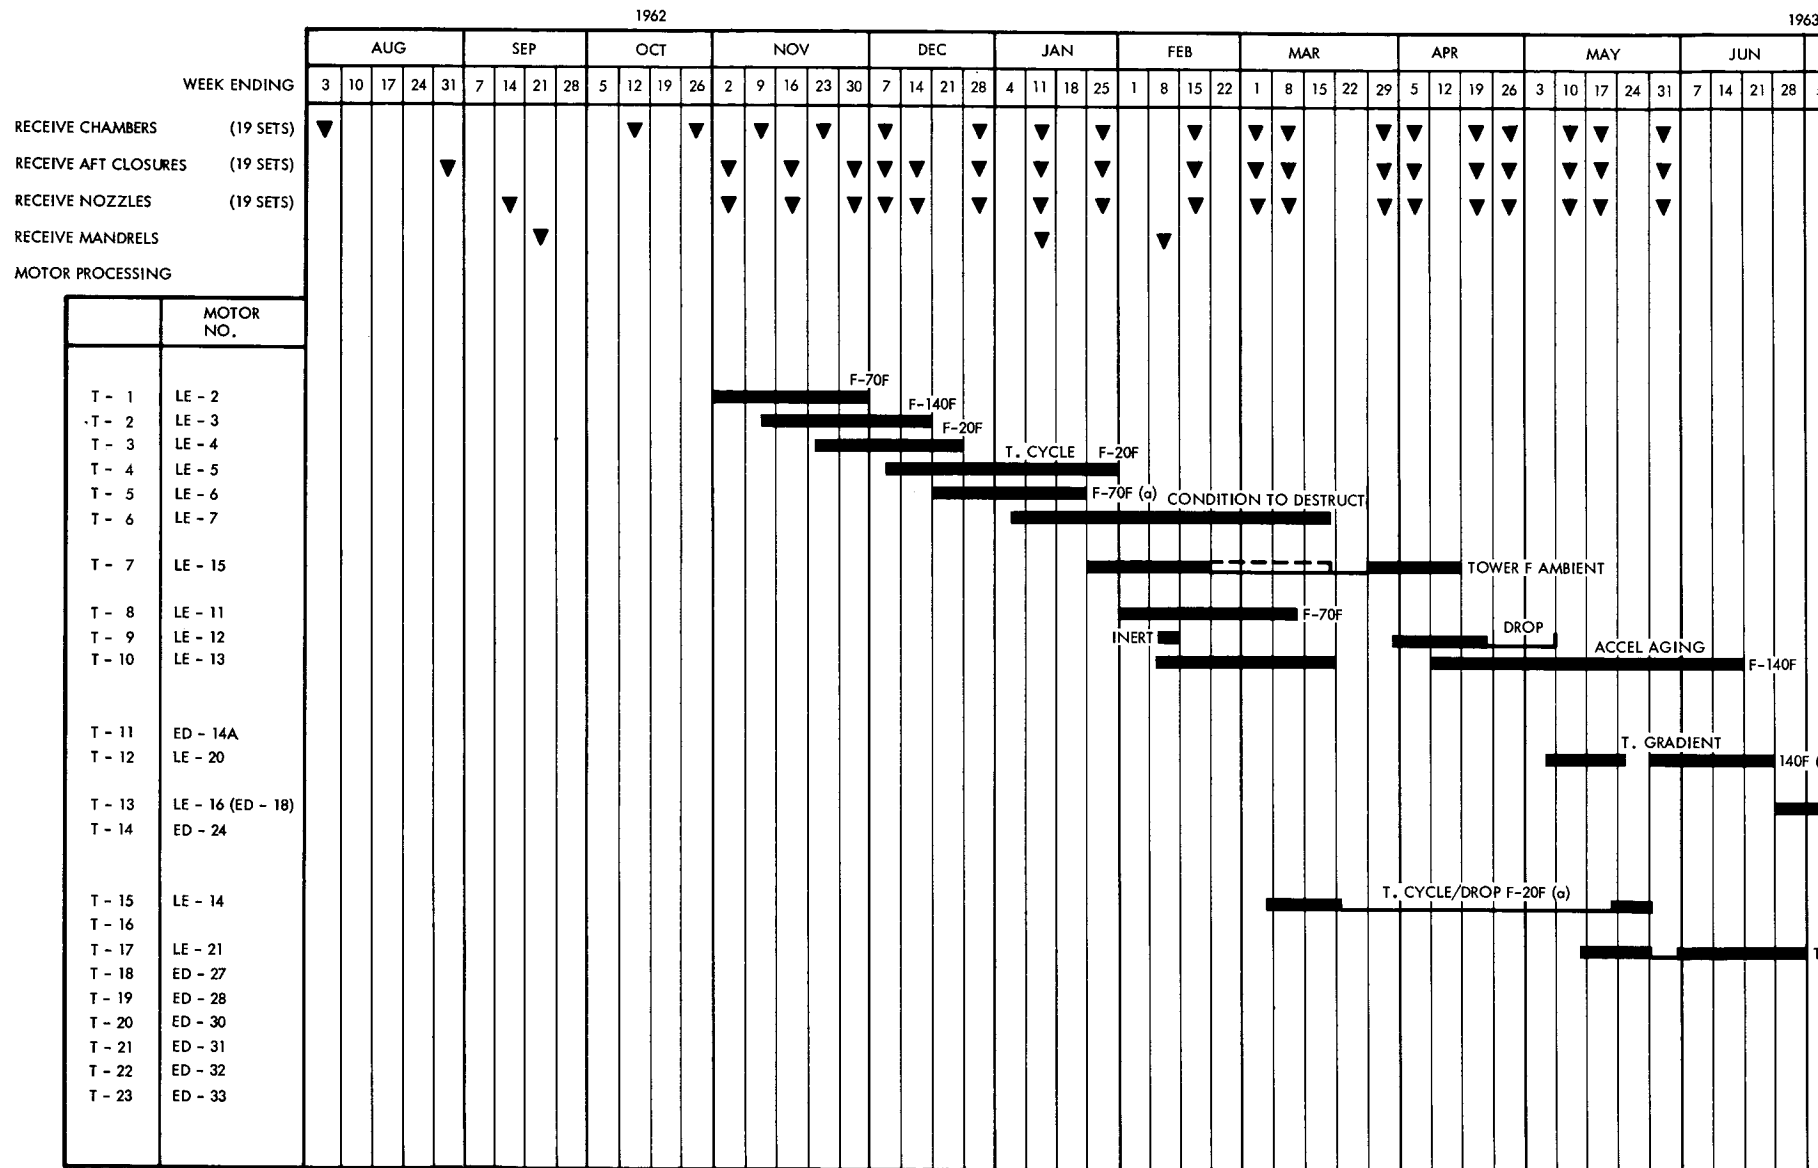 1962
1963
AUG SEP OCT NOV DEC JAN FEB MAR APR MAY JUN
WEEK ENDING 3 10 17 24 31 7 14 21 28 5 12 19 26 2 9 16 23 30 7 14 21 28 4 11 18 25 1 8 15 22 1 8 15 22 29 5 12 19 26 3 10 17 24 31 7 14 21 28
RECEIVE CHAMBERS (19 SETS)
RECEIVE AFT CLOSURES (19 SETS)
RECEIVE NOZZLES (19 SETS)
RECEIVE MANDRELS
MOTOR PROCESSING
MOTOR
NO.
T - 1 LE - 2 F-70F
T - 2 LE - 3 F-140F
T - 3 LE - 4 F-20F
T - 4 LE - 5 T. CYCLE F-20F
T - 5 LE - 6 F-70F (a)
T - 6 LE - 7 CONDITION TO DESTRUCT
T - 7 LE - 15 TOWER F AMBIENT
T - 8 LE - 11 F-70F
T - 9 LE - 12 INERT DROP
T - 10 LE - 13 ACCEL AGING F-140F
T - 11 ED - 14A
T - 12 LE - 20 T. GRADIENT 140F (
T - 13 LE - 16 (ED - 18)
T - 14 ED - 24
T - 15 LE - 14 T. CYCLE/DROP F-20F (a)
T - 16
T - 17 LE - 21
T - 18 ED - 27
T - 19 ED - 28
T - 20 ED - 30
T - 21 ED - 31
T - 22 ED - 32
T - 23 ED - 33